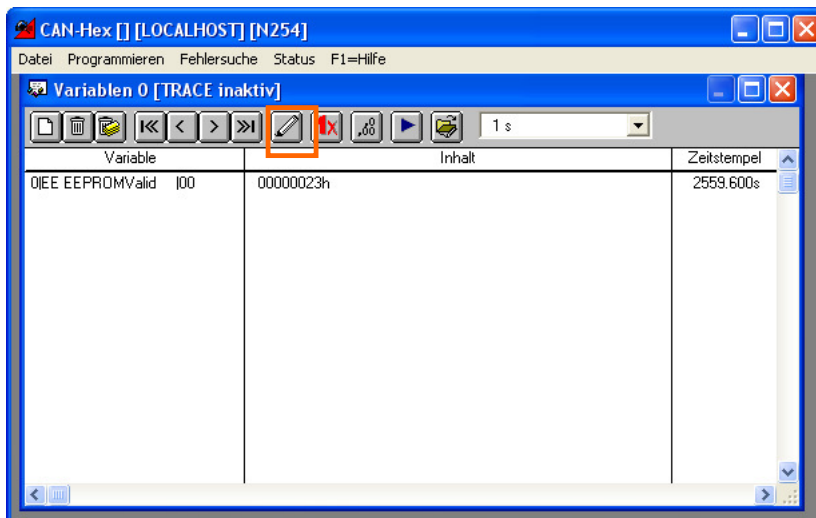 CAN-Hex [] [LOCALHOST] [N254]
Datei Programmieren Fehlersuche Status F1=Hilfe
Variablen 0 [TRACE inaktiv]
1 s
Variable Inhalt Zeitstempel
0|EE EEPROMValid |00 00000023h 2559.600s